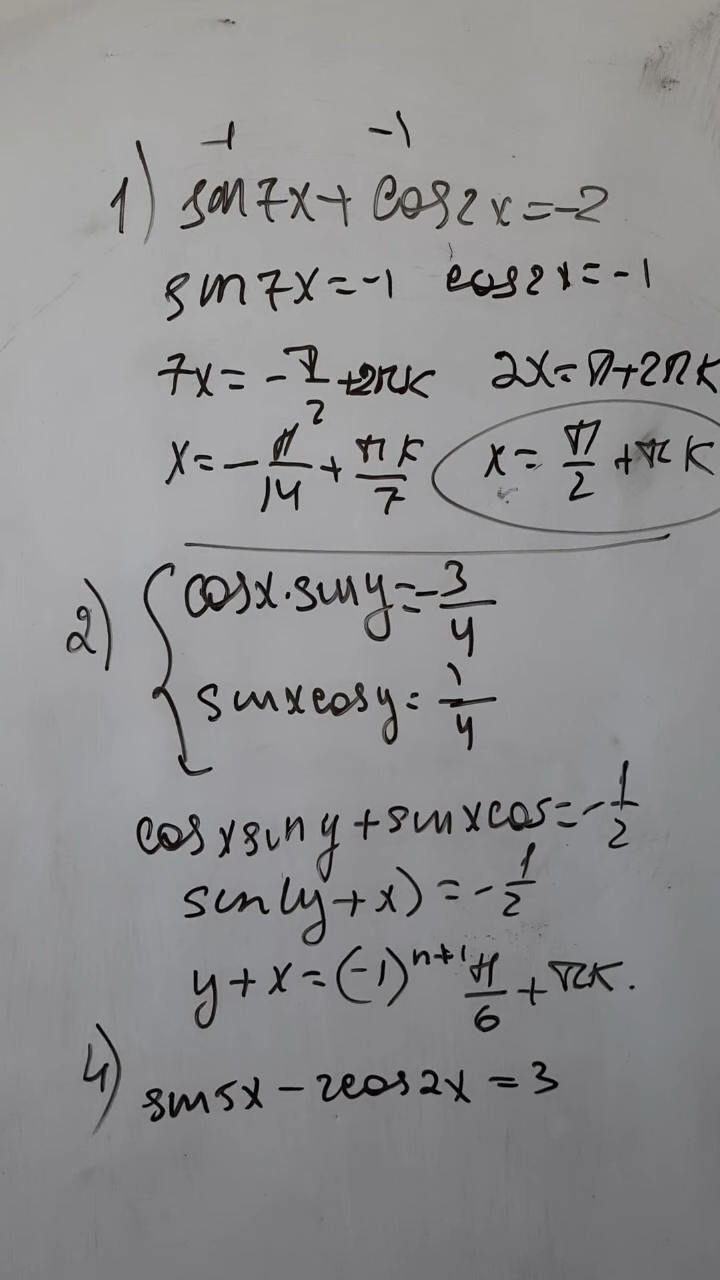 -1 -1
1) sin7x+cos2x=-2
sin7x=-1 cos2x=-1
7x=-π/2+2πk 2x=π+2πk
x=-π/14+πk/7 x=π/2+πk
2) { cosx·siny=-3/4
sinxcosy=1/4
cosxsiny+sinxcos=-1/2
sin(y+x)=-1/2
y+x=(-1)ⁿ⁺¹π/6+πk.
4) sin5x-2cos2x=3